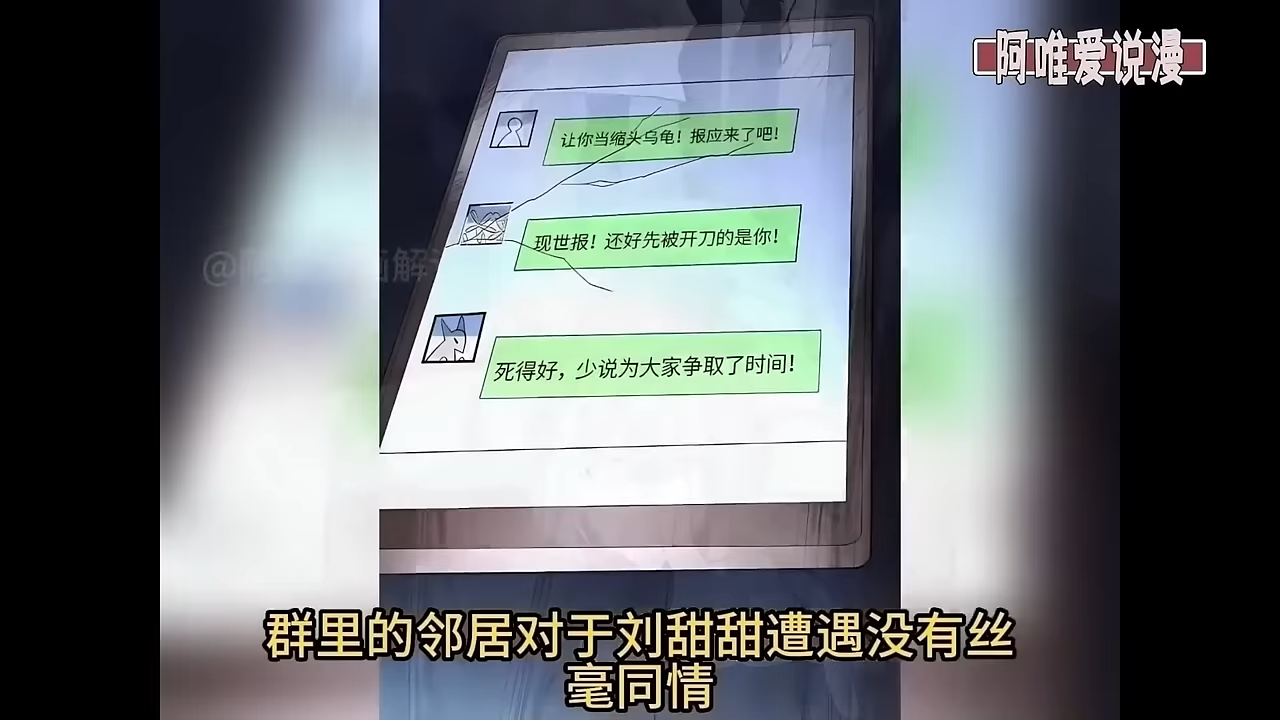 阿唯爱说漫
让你当缩头乌龟！报应来了吧！
现世报！还好先被开刀的是你！
死得好，少说为大家争取了时间！
群里的邻居对于刘甜甜遭遇没有丝
毫同情